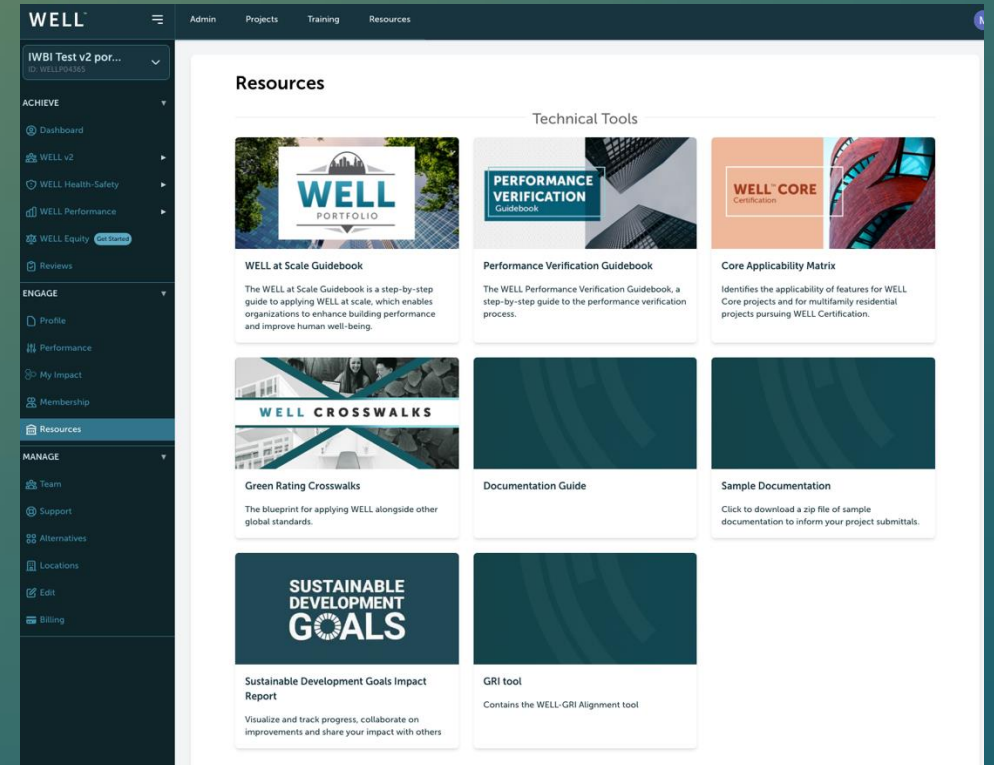 WELL™
Admin Projects Training Resources
IWBI Test v2 por...
ID: WELLP04365
ACHIEVE
Dashboard
WELL v2
WELL Health-Safety
WELL Performance
WELL Equity Get Started
Reviews
ENGAGE
Profile
Performance
My Impact
Membership
Resources
MANAGE
Team
Support
Alternatives
Locations
Edit
Billing
Resources
Technical Tools
WELL
PORTFOLIO
WELL at Scale Guidebook
The WELL at Scale Guidebook is a step-by-step
guide to applying WELL at scale, which enables
organizations to enhance building performance
and improve human well-being.
PERFORMANCE
VERIFICATION
Guidebook
Performance Verification Guidebook
The WELL Performance Verification Guidebook, a
step-by-step guide to the performance verification
process.
WELL™ CORE
Certification
Core Applicability Matrix
Identifies the applicability of features for WELL
Core projects and for multifamily residential
projects pursuing WELL Certification.
WELL CROSSWALKS
Green Rating Crosswalks
The blueprint for applying WELL alongside other
global standards.
Documentation Guide
Sample Documentation
Click to download a zip file of sample
documentation to inform your project submittals.
SUSTAINABLE
DEVELOPMENT
GOALS
Sustainable Development Goals Impact
Report
Visualize and track progress, collaborate on
improvements and share your impact with others
GRI tool
Contains the WELL-GRI Alignment tool